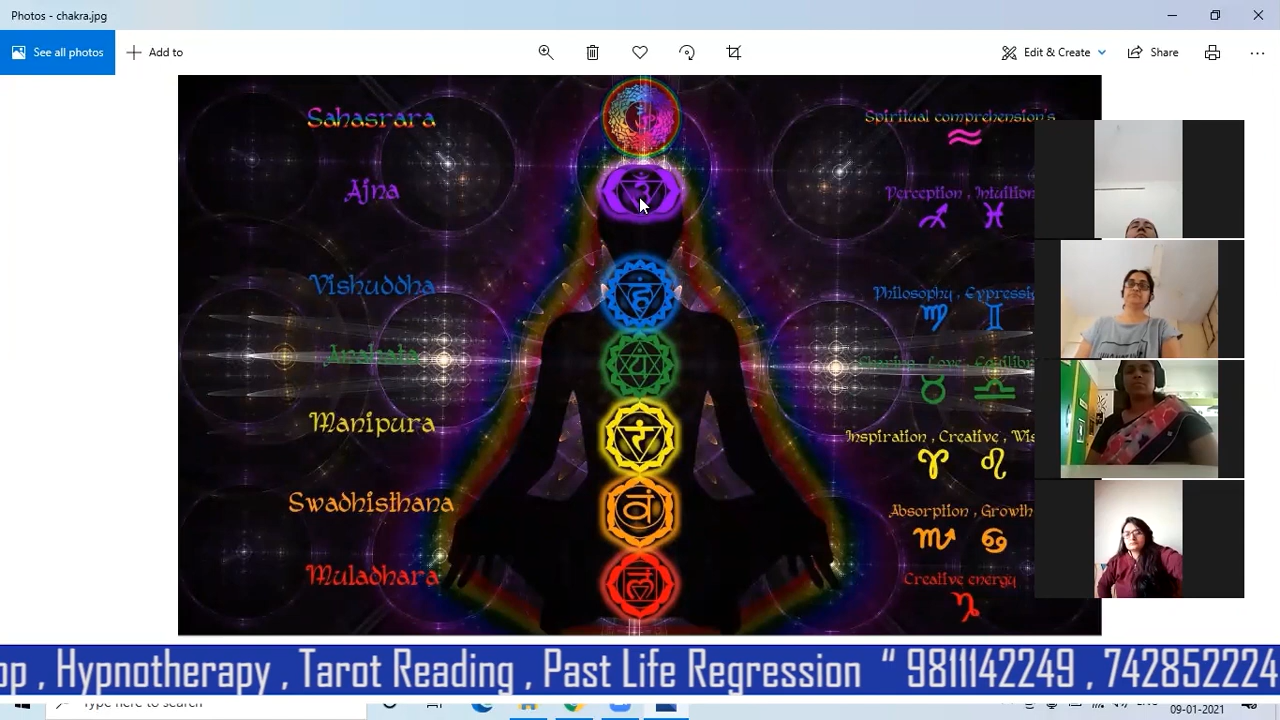 Photos - chakra.jpg
See all photos
Add to
Edit & Create
Share
Sahasrara
Spiritual comprehension's
Ajna
Perception , Intuition
Vishuddha
Philosophy ,
हं
Anahata
Love ,
यं
Manipura
Inspiration , Creative ,
रं
Swadhisthana
Absorption , Growth
वं
Muladhara
Creative energy
लं
, Hypnotherapy , Tarot Reading , Past Life Regression " 9811142249 , 742852224
Type here to search
09-01-2021